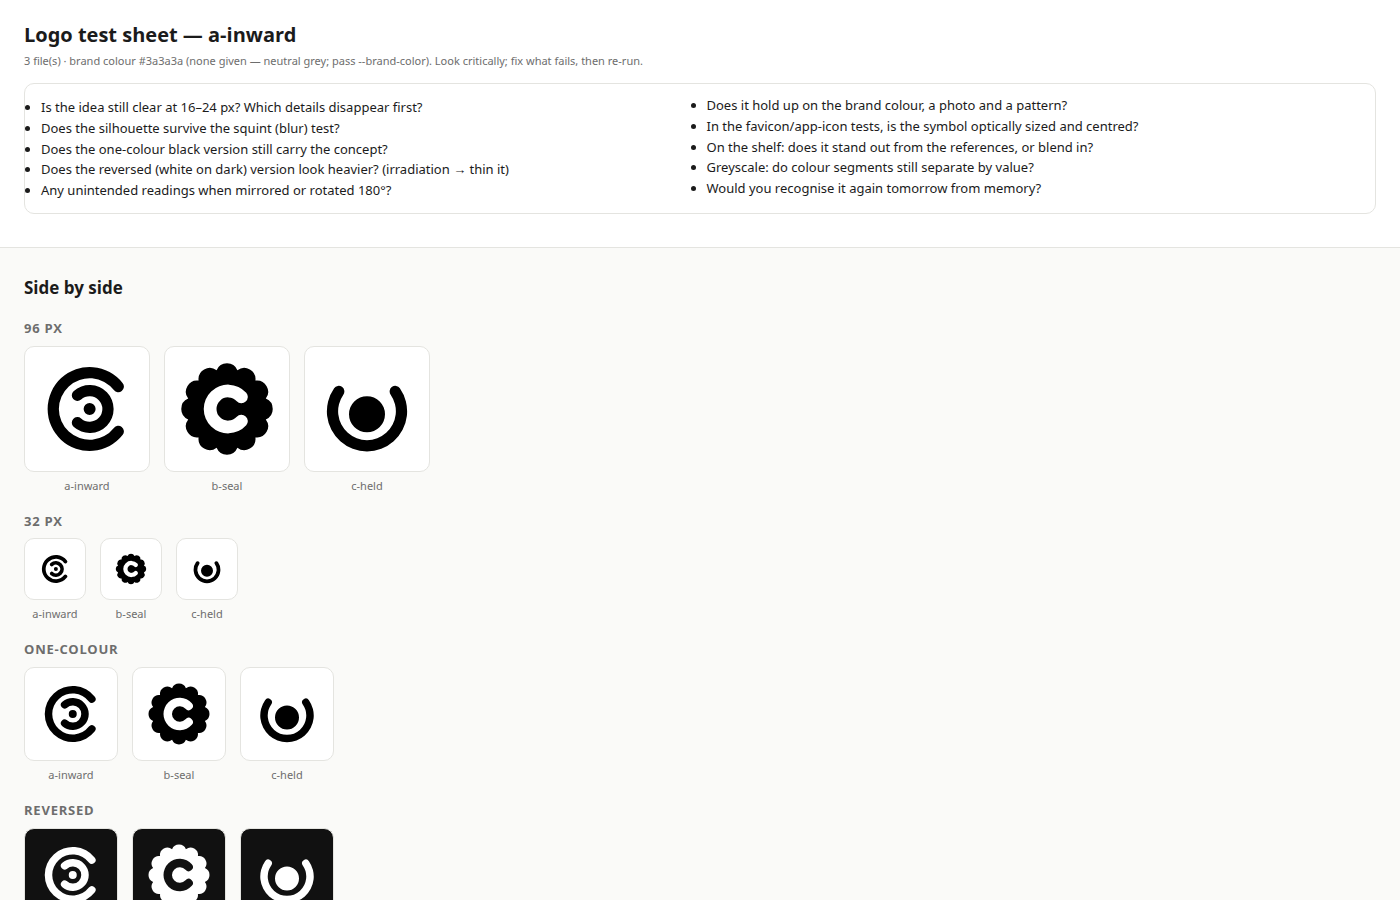 Logo test sheet — a-inward
3 file(s) · brand colour #3a3a3a (none given — neutral grey; pass --brand-color). Look critically; fix what fails, then re-run.
Is the idea still clear at 16–24 px? Which details disappear first?
Does the silhouette survive the squint (blur) test?
Does the one-colour black version still carry the concept?
Does the reversed (white on dark) version look heavier? (irradiation → thin it)
Any unintended readings when mirrored or rotated 180°?
Does it hold up on the brand colour, a photo and a pattern?
In the favicon/app-icon tests, is the symbol optically sized and centred?
On the shelf: does it stand out from the references, or blend in?
Greyscale: do colour segments still separate by value?
Would you recognise it again tomorrow from memory?
Side by side
96 PX
a-inward b-seal c-held
32 PX
a-inward b-seal c-held
ONE-COLOUR
a-inward b-seal c-held
REVERSED